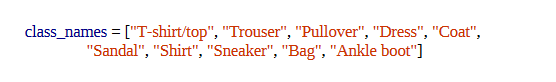 class_names = ["T-shirt/top", "Trouser", "Pullover", "Dress", "Coat",
"Sandal", "Shirt", "Sneaker", "Bag", "Ankle boot"]